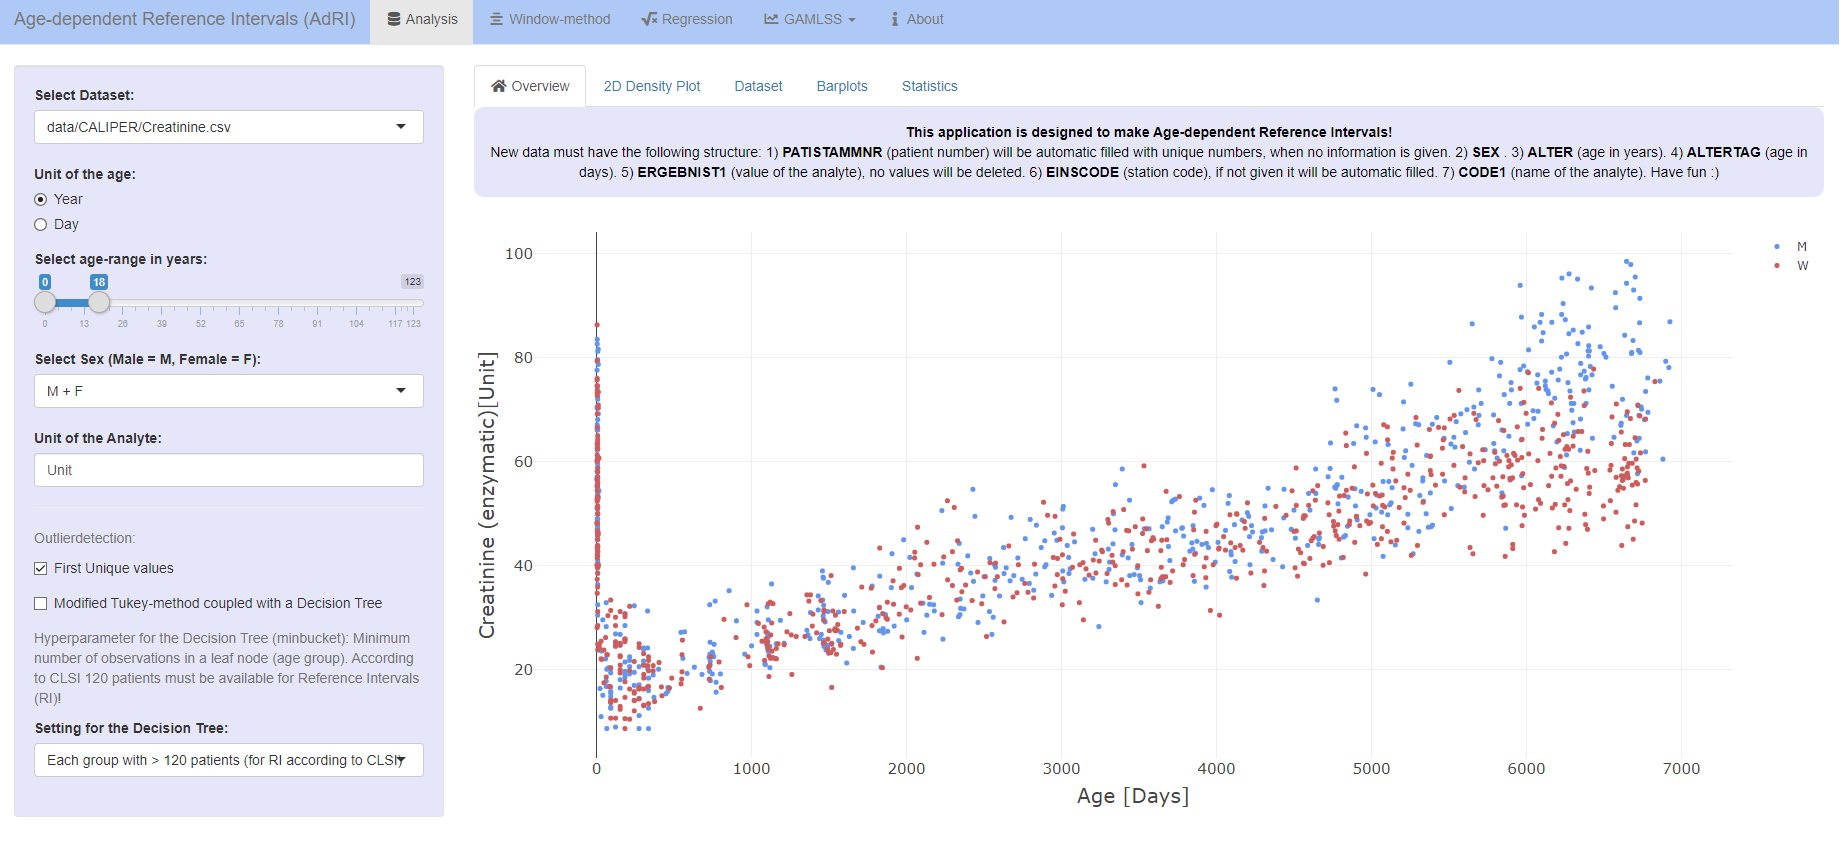 Age-dependent Reference Intervals (AdRI) Analysis Window-method Regression GAMLSS About
Select Dataset:
data/CALIPER/Creatinine.csv
Unit of the age:
Year
Day
Select age-range in years:
0 18 123
0 13 26 39 52 65 78 91 104 117 123
Select Sex (Male = M, Female = F):
M + F
Unit of the Analyte:
Unit
Outlierdetection:
First Unique values
Modified Tukey-method coupled with a Decision Tree
Hyperparameter for the Decision Tree (minbucket): Minimum
number of observations in a leaf node (age group). According
to CLSI 120 patients must be available for Reference Intervals
(RI)!
Setting for the Decision Tree:
Each group with > 120 patients (for RI according to CLSI)
Overview 2D Density Plot Dataset Barplots Statistics
This application is designed to make Age-dependent Reference Intervals!
New data must have the following structure: 1) PATISTAMMNR (patient number) will be automatic filled with unique numbers, when no information is given. 2) SEX . 3) ALTER (age in years). 4) ALTERTAG (age in
days). 5) ERGEBNIST1 (value of the analyte), no values will be deleted. 6) EINSCODE (station code), if not given it will be automatic filled. 7) CODE1 (name of the analyte). Have fun :)
Creatinine (enzymatic)[Unit]
100
80
60
40
20
0 1000 2000 3000 4000 5000 6000 7000
Age [Days]
M
W